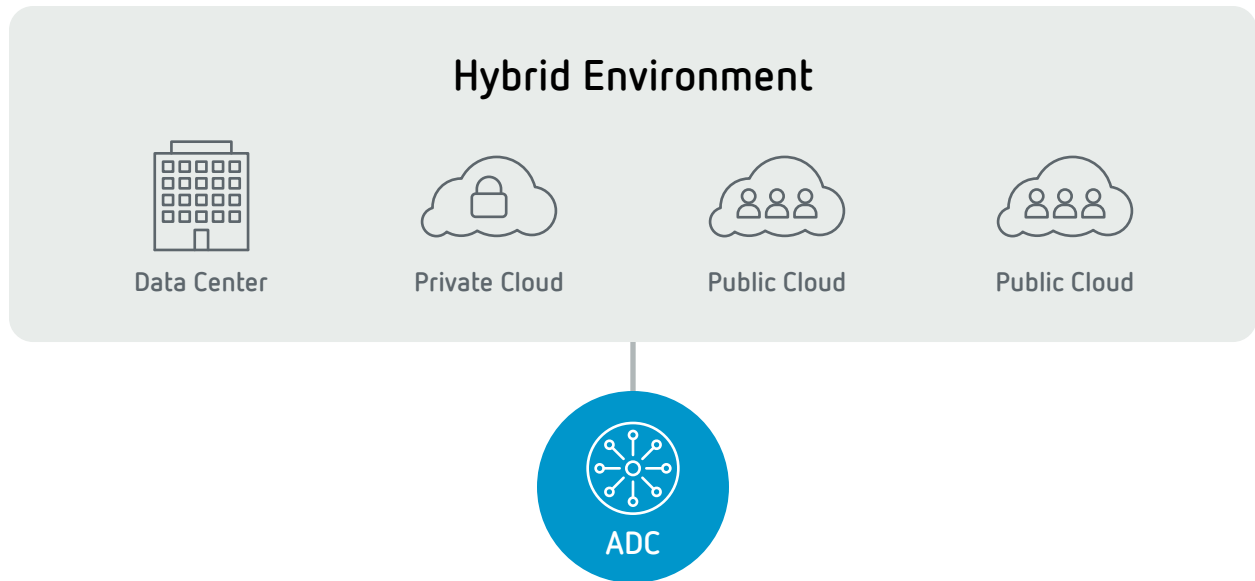 Hybrid Environment
Data Center
Private Cloud
Public Cloud
Public Cloud
ADC